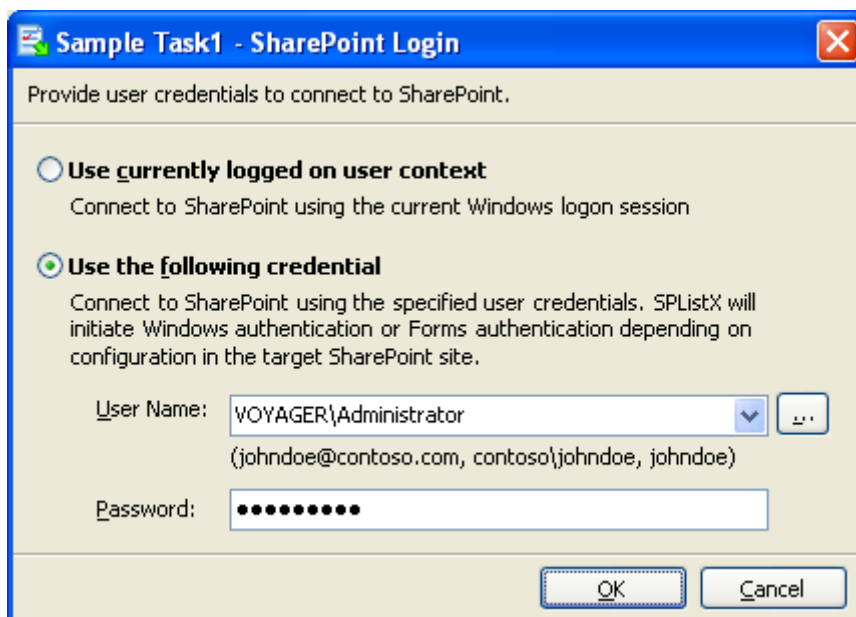 Sample Task1 - SharePoint Login
Provide user credentials to connect to SharePoint.
Use currently logged on user context
Connect to SharePoint using the current Windows logon session
Use the following credential
Connect to SharePoint using the specified user credentials. SPListX will
initiate Windows authentication or Forms authentication depending on
configuration in the target SharePoint site.
User Name: VOYAGER\Administrator ...
(johndoe@contoso.com, contoso\johndoe, johndoe)
Password: ●●●●●●●●●
OK Cancel